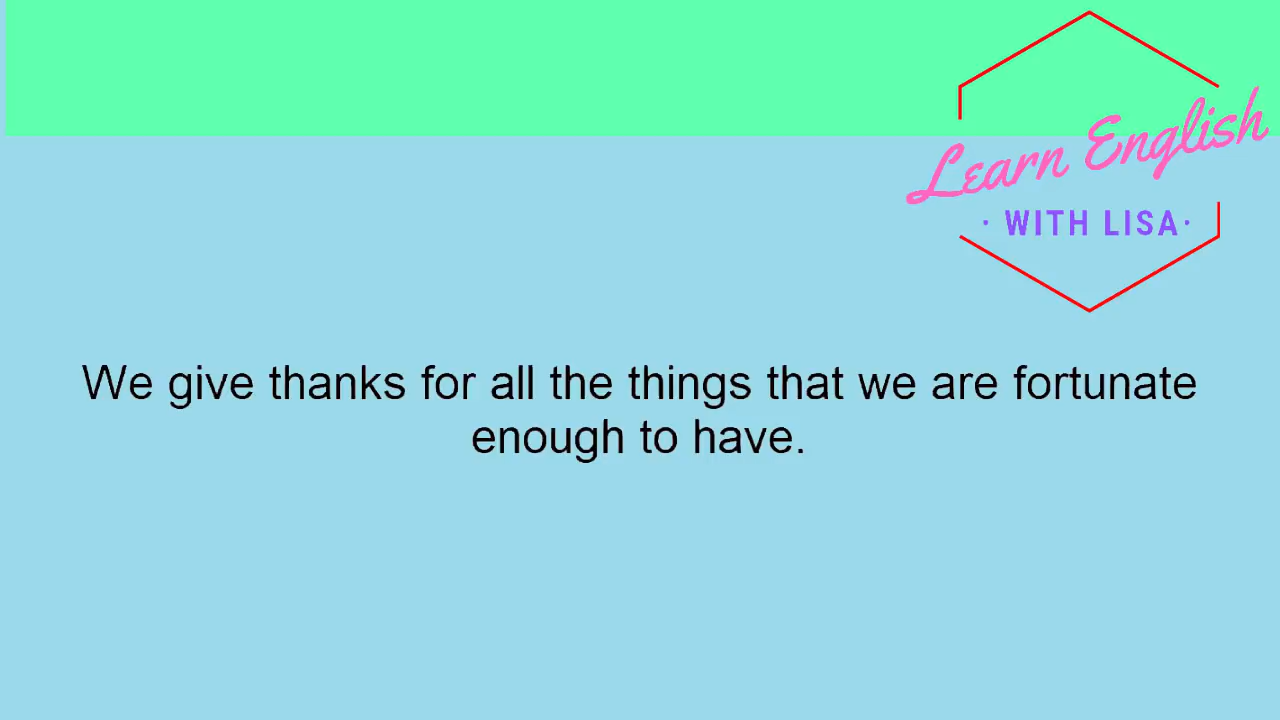 Learn English
· WITH LISA·
We give thanks for all the things that we are fortunate
enough to have.